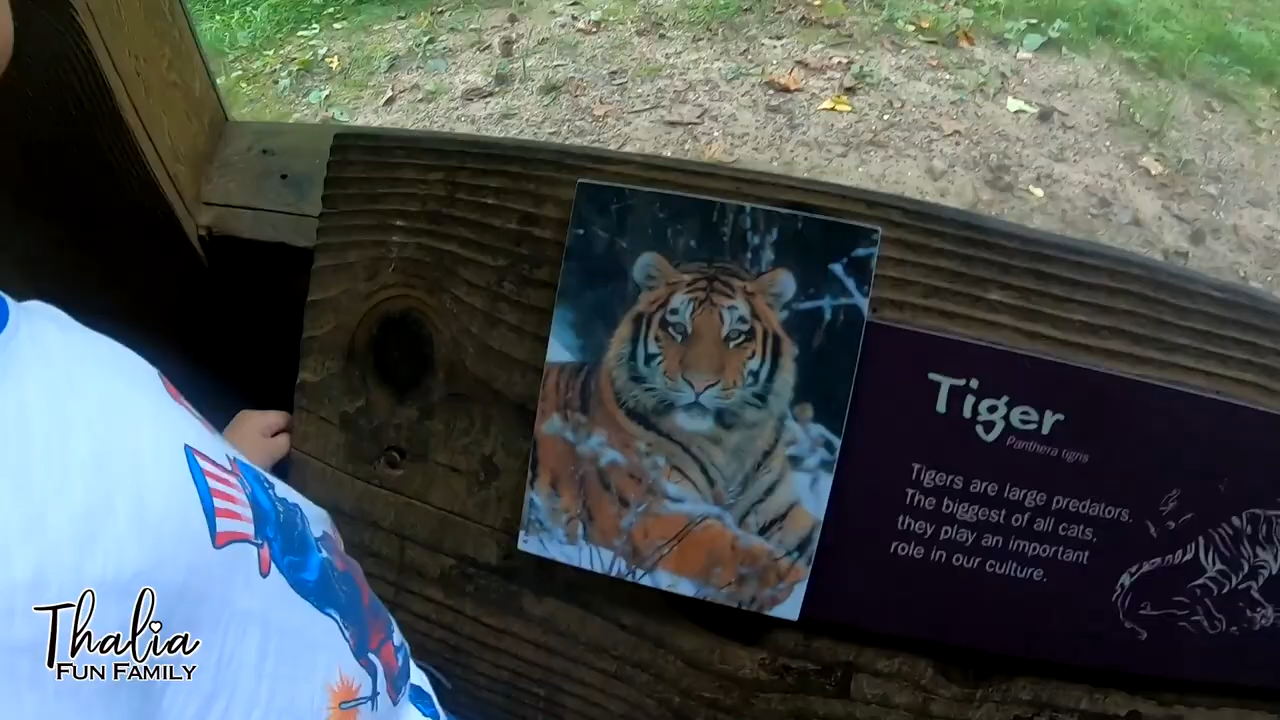 Tiger
Panthera tigris
Tigers are large predators.
The biggest of all cats,
they play an important
role in our culture.
Thalia
FUN FAMILY